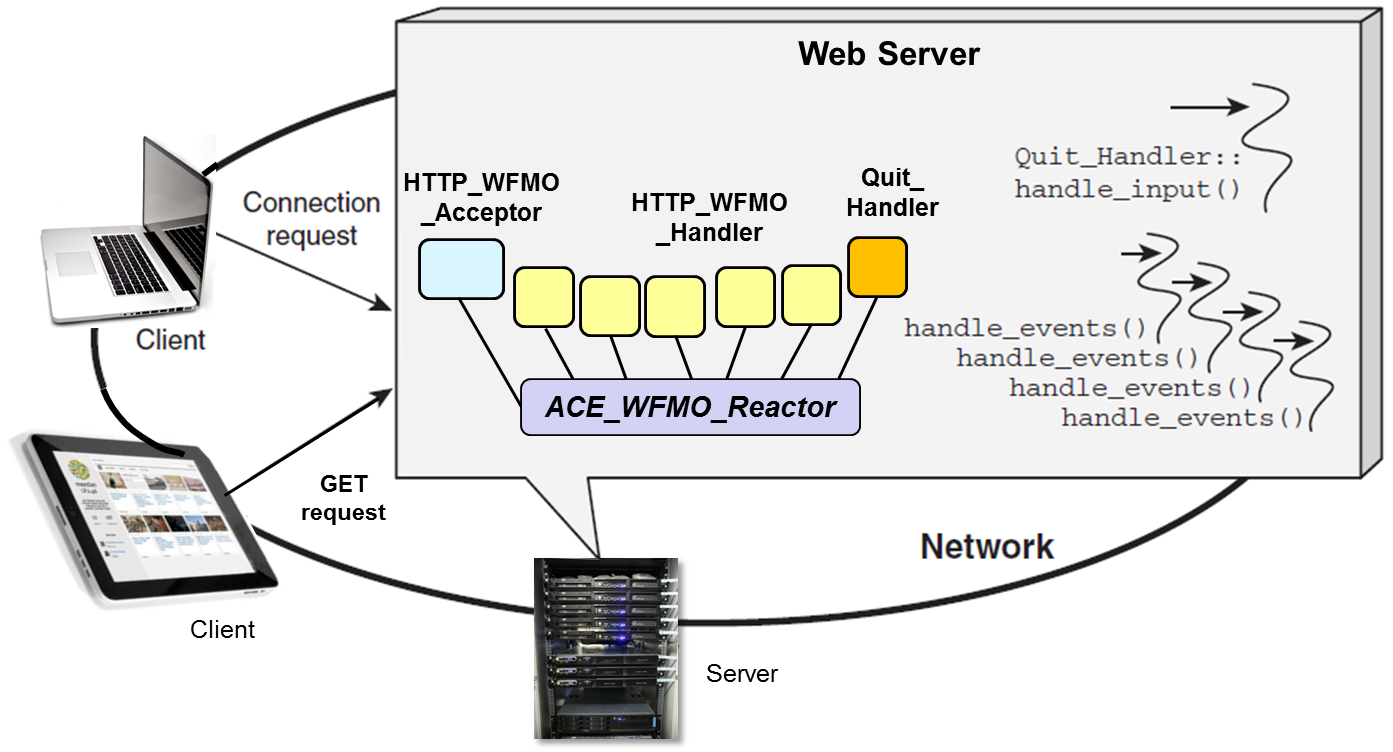 Web Server
Quit_Handler::
handle_input()
HTTP_WFMO
_Acceptor
HTTP_WFMO
_Handler
Quit_
Handler
Connection
request
Client
handle_events()
handle_events()
handle_events()
handle_events()
ACE_WFMO_Reactor
GET
request
Network
Client
Server
meedan